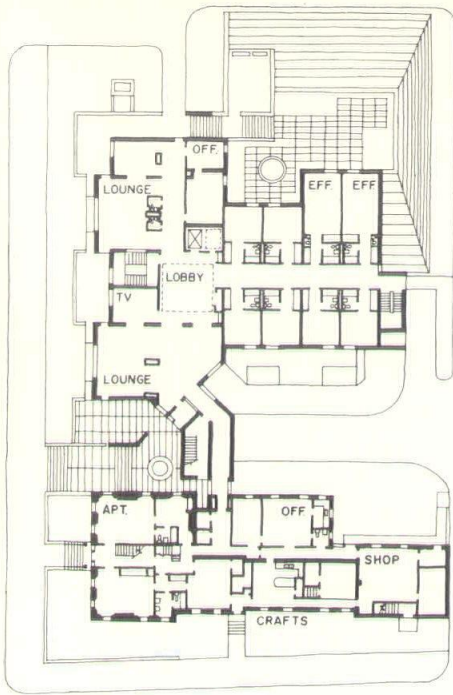 OFF.
LOUNGE
EFF.
EFF
LOBBY
TV
LOUNGE
APT.
OFF.
SHOP
CRAFTS